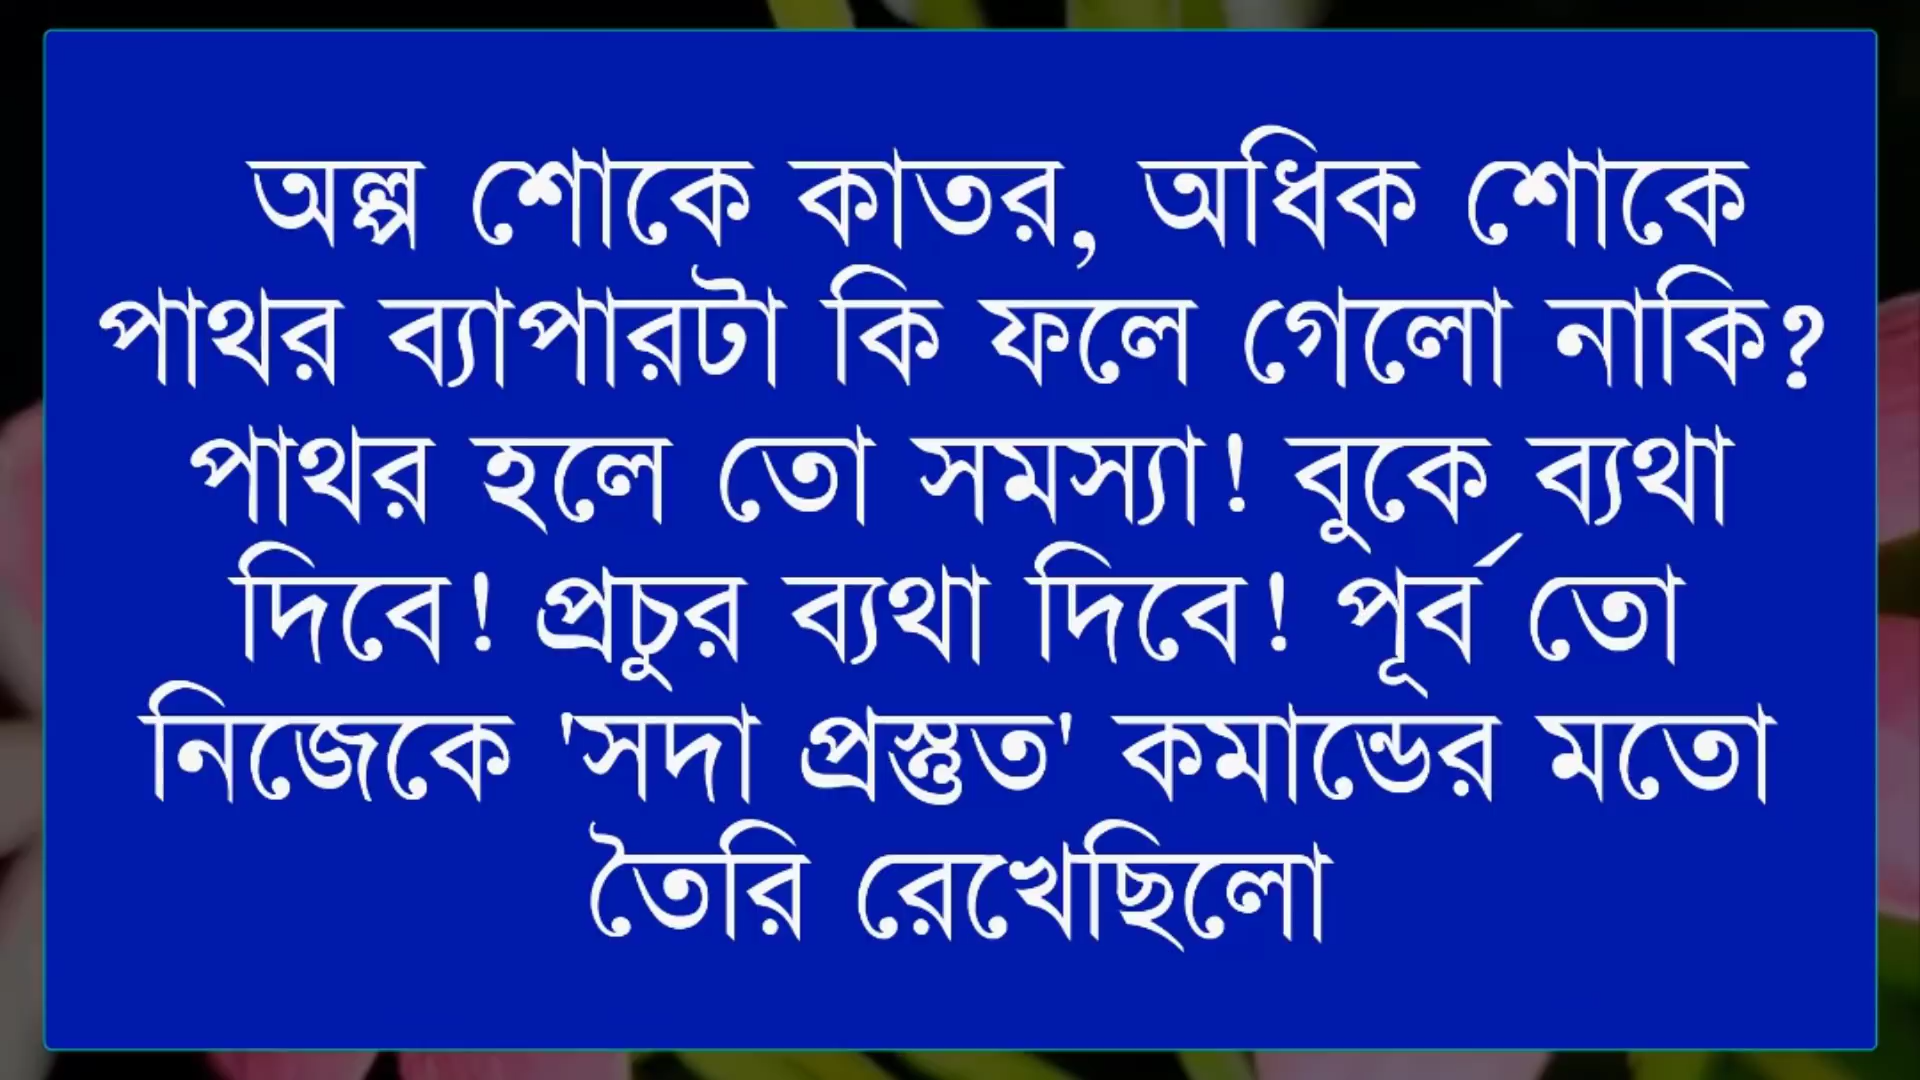 অল্প শোকে কাতর, অধিক শোকে
পাথর ব্যাপারটা কি ফলে গেলো নাকি?
পাথর হলে তো সমস্যা! বুকে ব্যথা
দিবে! প্রচুর ব্যথা দিবে! পূর্ব তো
নিজেকে 'সদা প্রস্তুত' কমান্ডের মতো
তৈরি রেখেছিলো